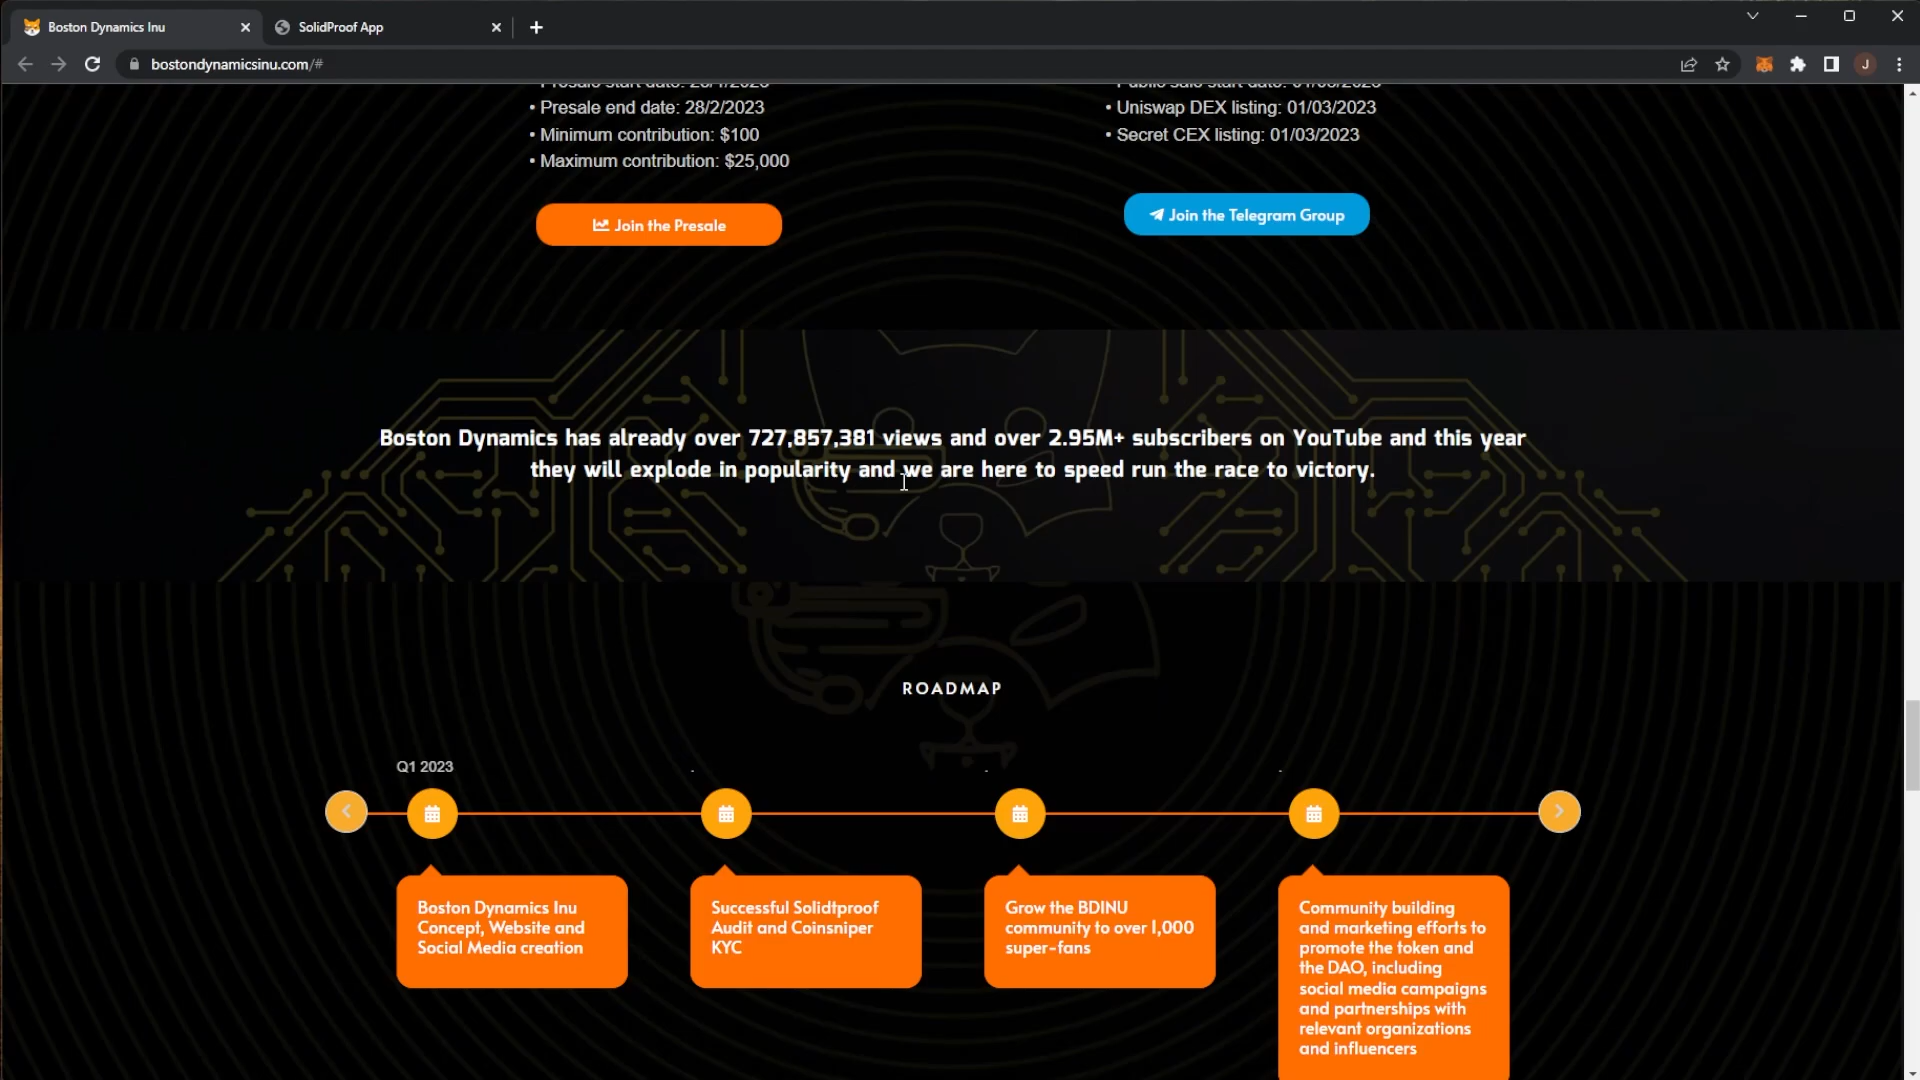 Boston Dynamics Inu
SolidProof App
bostondynamicsinu.com/#
J
• Presale end date: 28/2/2023
• Minimum contribution: $100
• Maximum contribution: $25,000
Join the Presale
• Uniswap DEX listing: 01/03/2023
• Secret CEX listing: 01/03/2023
Join the Telegram Group
Boston Dynamics has already over 727,857,381 views and over 2.95M+ subscribers on YouTube and this year
they will explode in popularity and we are here to speed run the race to victory.
ROADMAP
Q1 2023
.
.
.
Boston Dynamics Inu
Concept, Website and
Social Media creation
Successful Solidtproof
Audit and Coinsniper
KYC
Grow the BDINU
community to over 1,000
super-fans
Community building
and marketing efforts to
promote the token and
the DAO, including
social media campaigns
and partnerships with
relevant organizations
and influencers